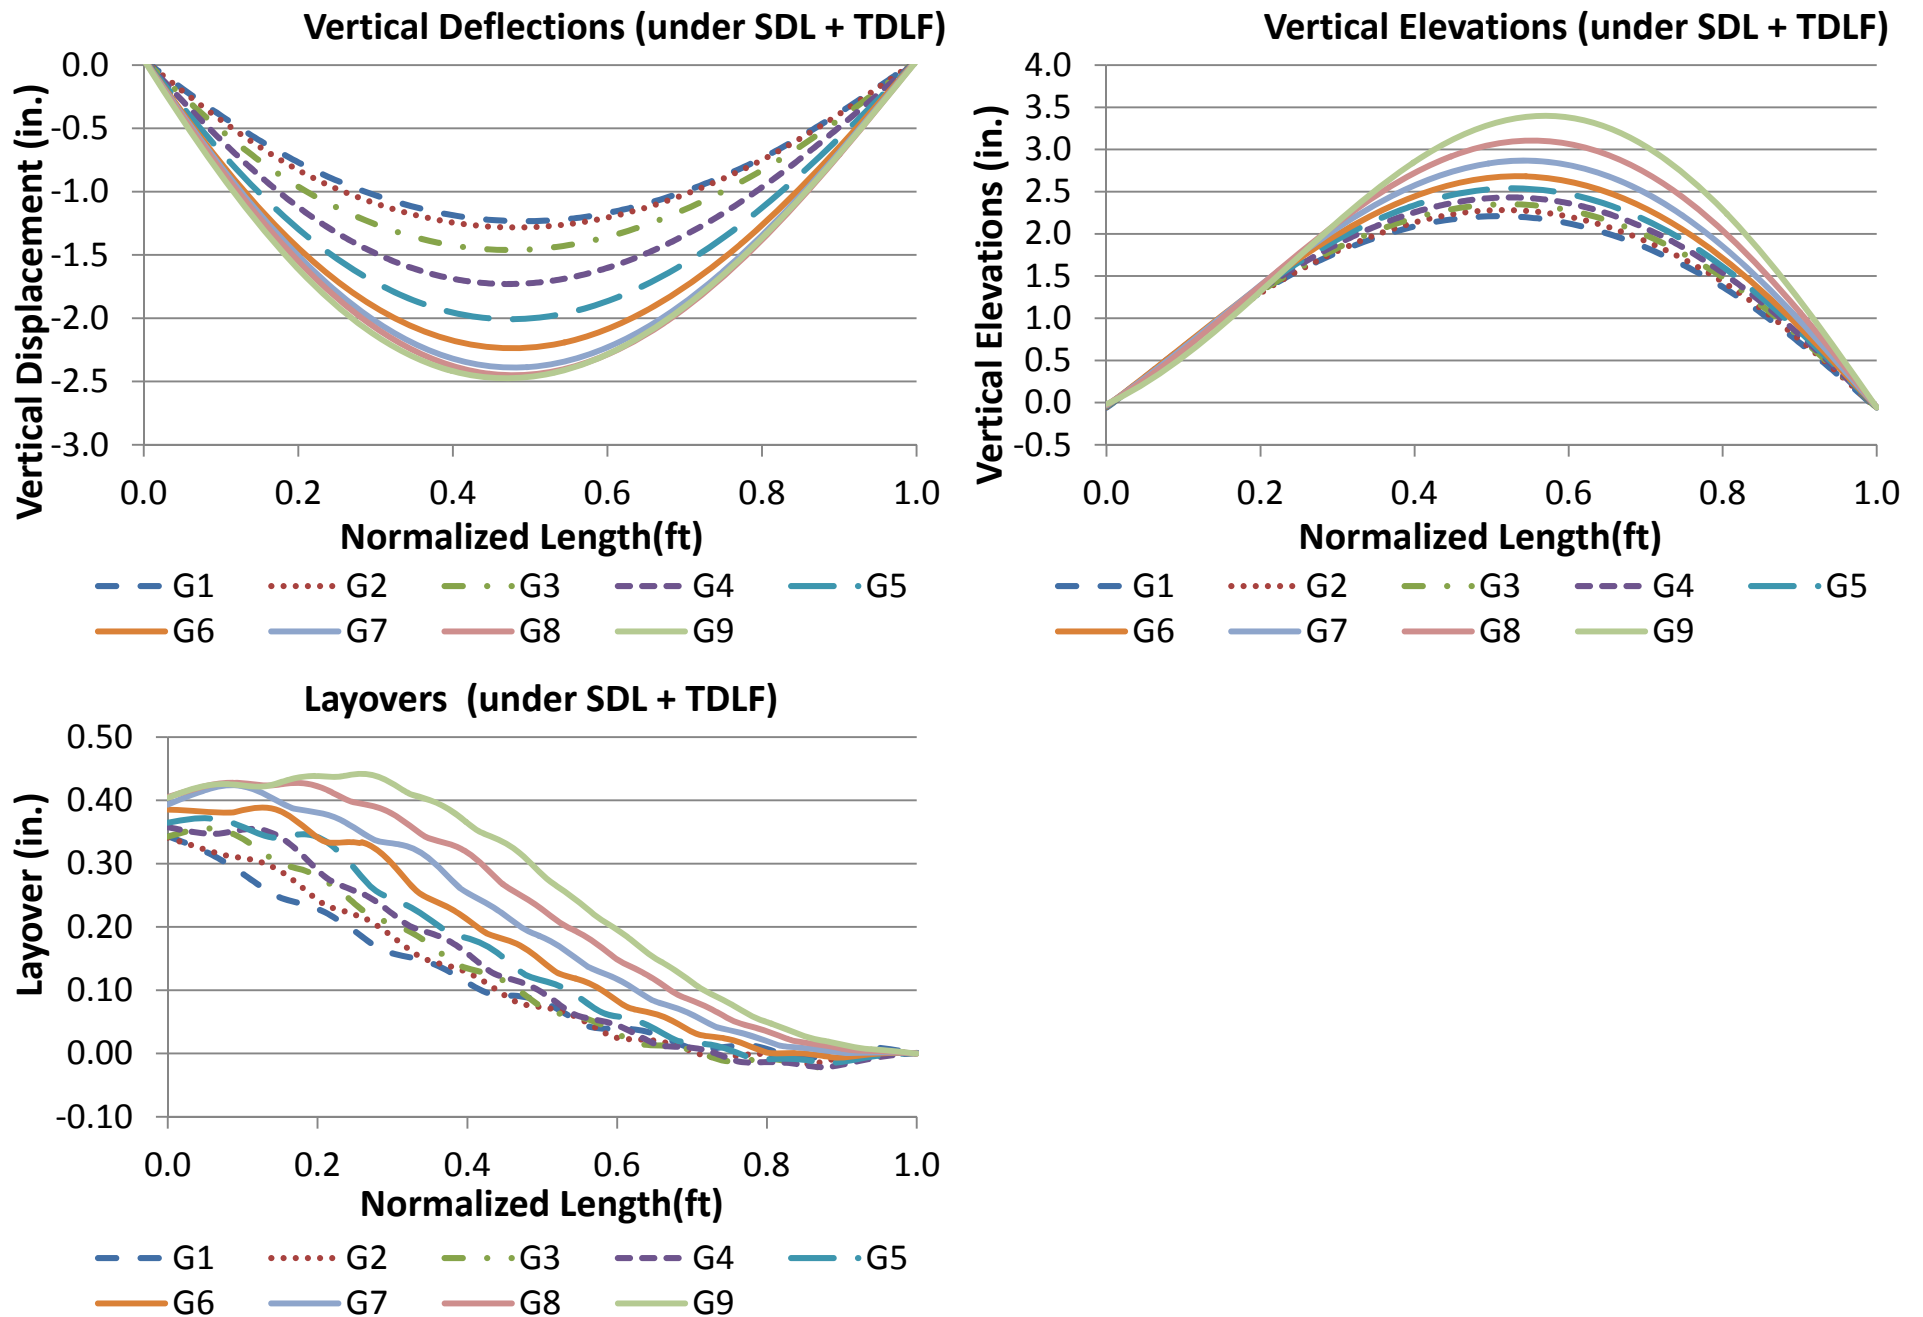 Vertical Deflections (under SDL + TDLF)
Vertical Displacement (in.)
0.0
-0.5
-1.0
-1.5
-2.0
-2.5
-3.0
0.0 0.2 0.4 0.6 0.8 1.0
Normalized Length(ft)
G1 G2 G3 G4 G5
G6 G7 G8 G9
Vertical Elevations (under SDL + TDLF)
Vertical Elevations (in.)
4.0
3.5
3.0
2.5
2.0
1.5
1.0
0.5
0.0
-0.5
0.0 0.2 0.4 0.6 0.8 1.0
Normalized Length(ft)
G1 G2 G3 G4 G5
G6 G7 G8 G9
Layovers (under SDL + TDLF)
Layover (in.)
0.50
0.40
0.30
0.20
0.10
0.00
-0.10
0.0 0.2 0.4 0.6 0.8 1.0
Normalized Length(ft)
G1 G2 G3 G4 G5
G6 G7 G8 G9